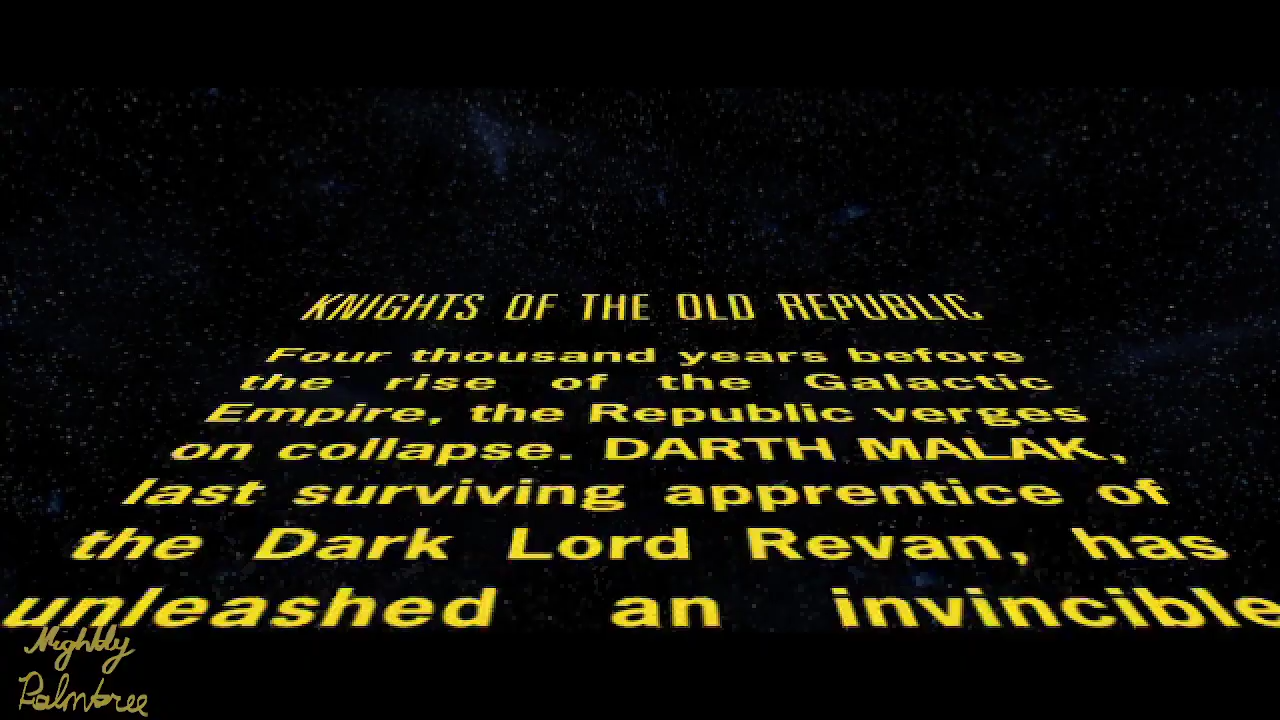 KNIGHTS OF THE OLD REPUBLIC
Four thousand years before
the rise of the Galactic
Empire, the Republic verges
on collapse. DARTH MALAK,
last surviving apprentice of
the Dark Lord Revan, has
unleashed an invincible
Nightly
Palmtree